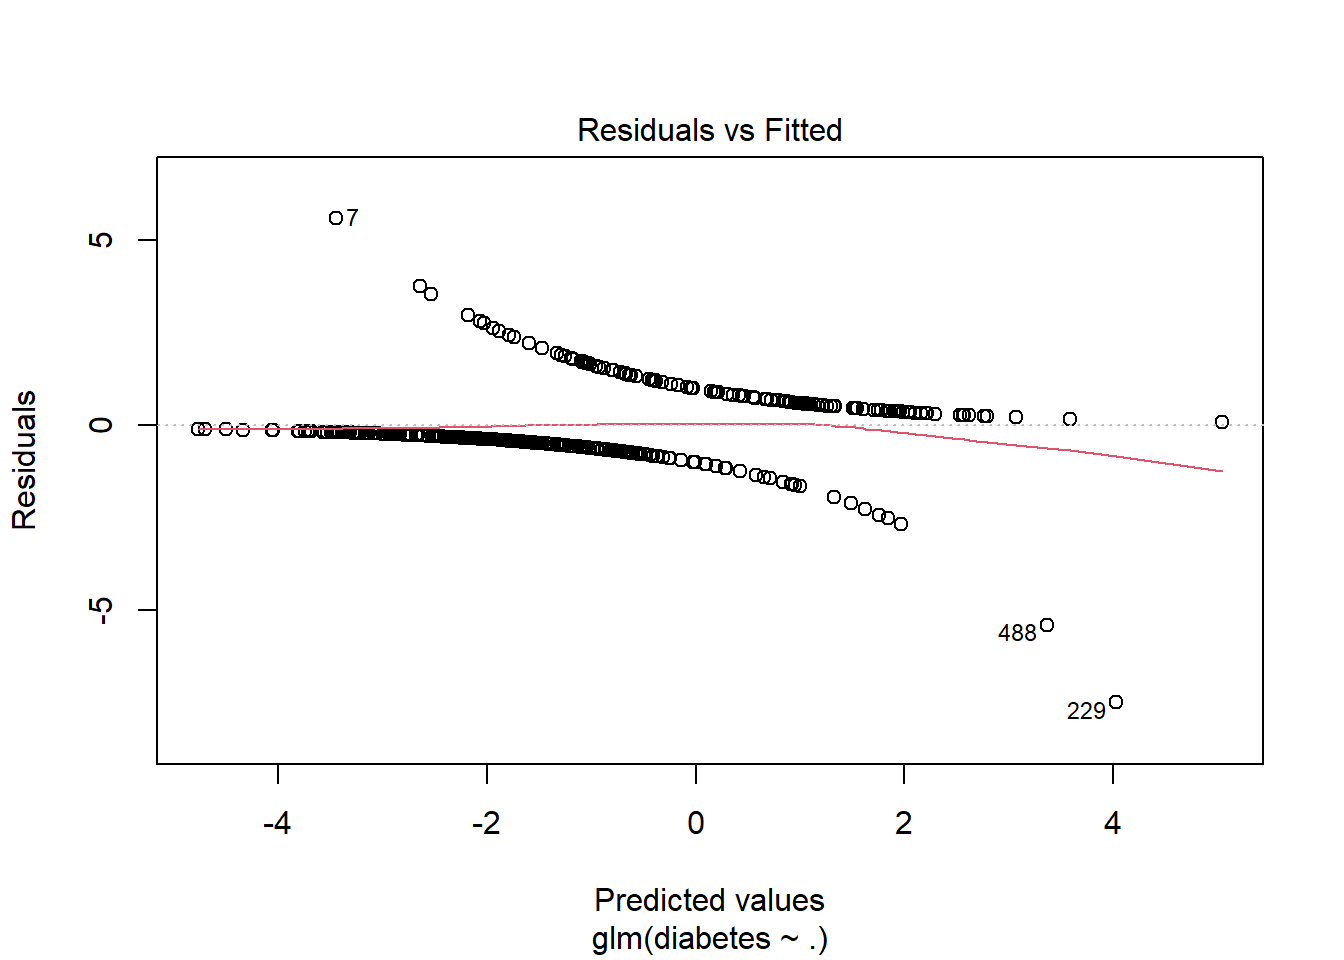 Residuals vs Fitted
Residuals
5
0
-5
7
488
229
-4
-2
0
2
4
Predicted values
glm(diabetes ~ .)